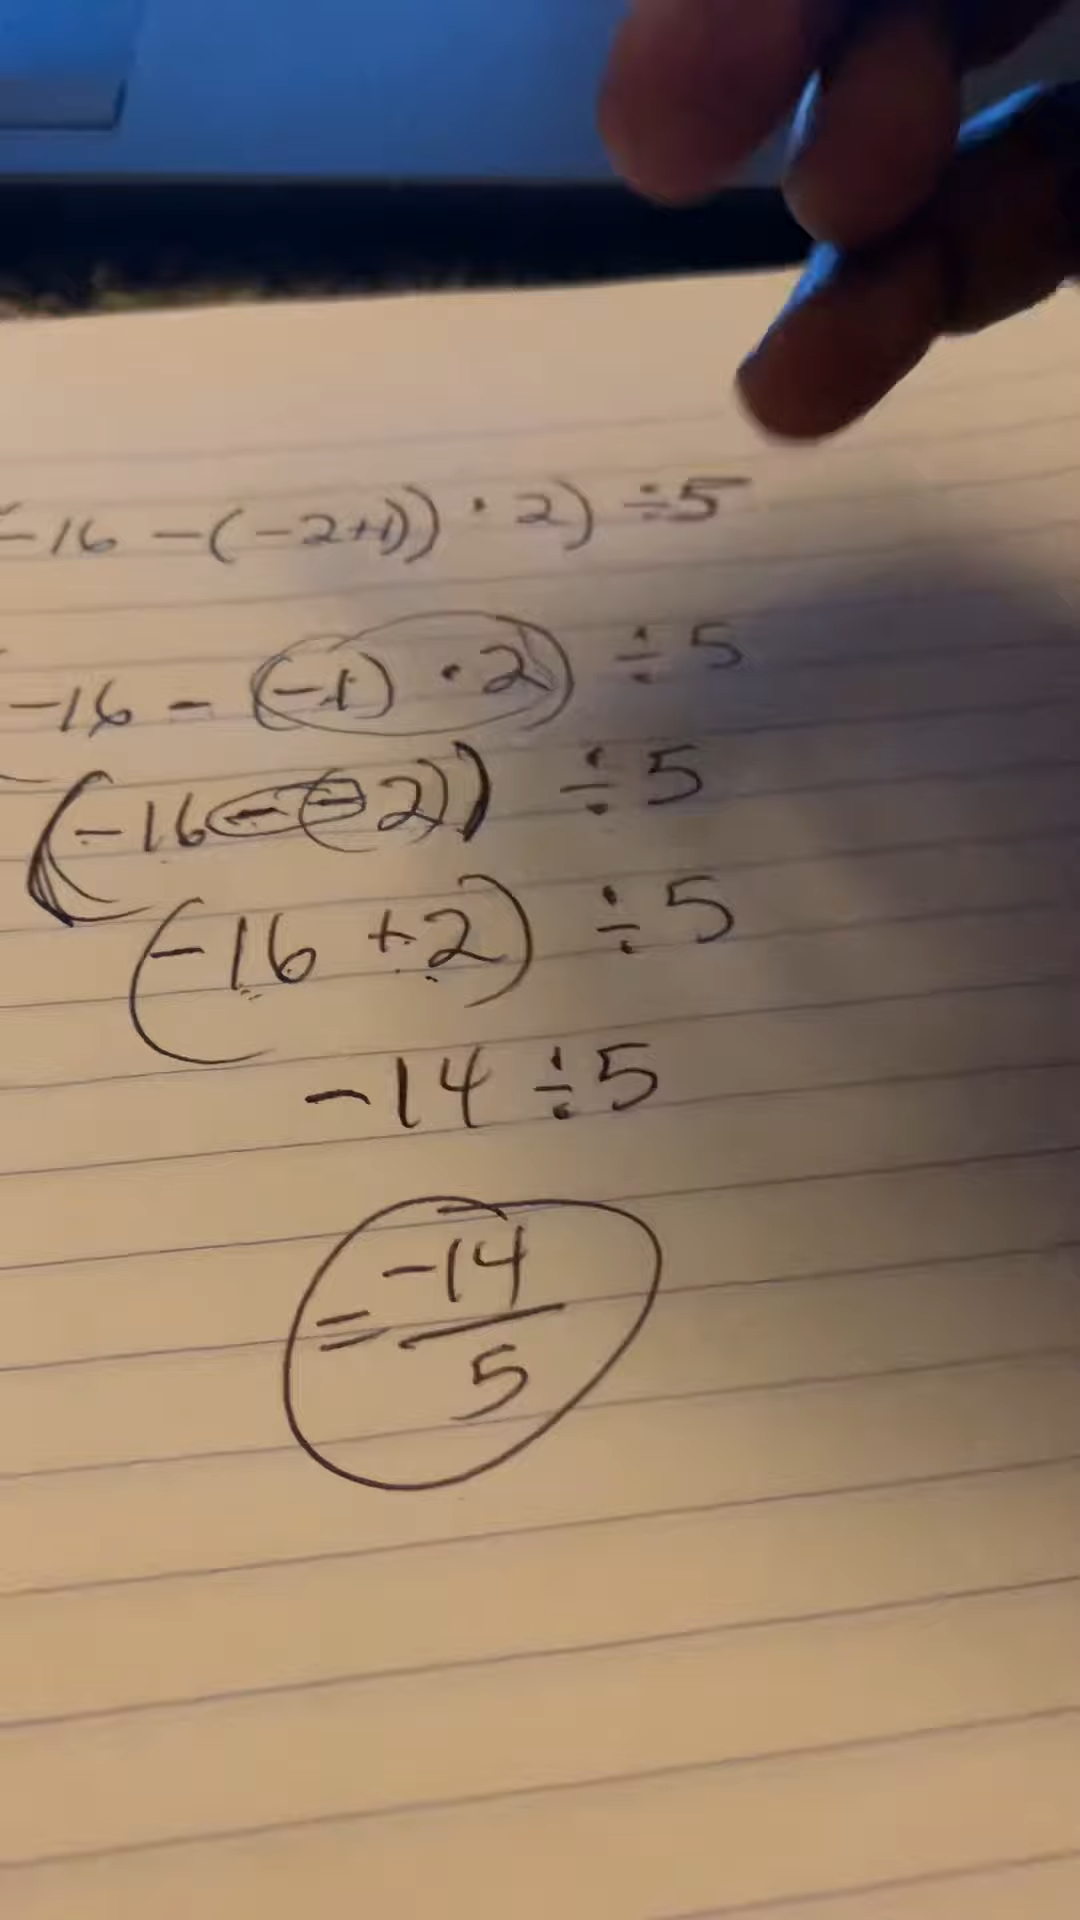 -16 -(-2+1)) · 2) ÷5
-16 - (-1) · 2) ÷ 5
(-16 - (-2)) ÷ 5
(-16 + 2) ÷ 5
-14 ÷ 5
= -14
5